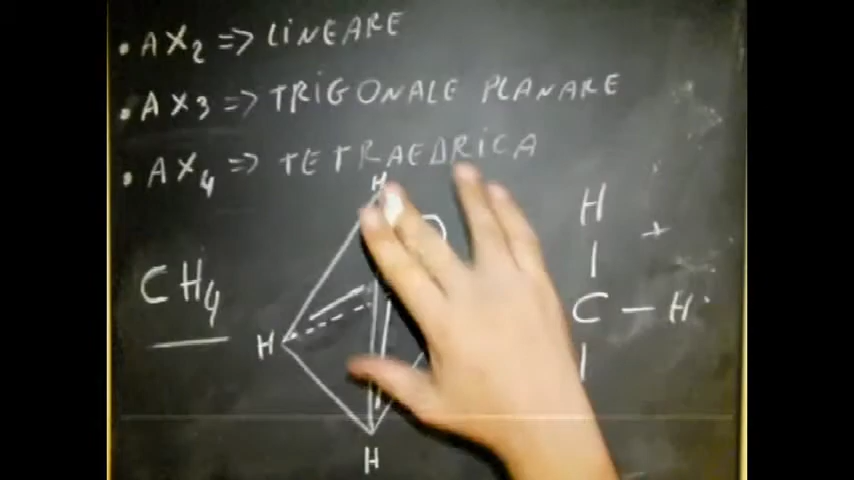 • AX2 => LINEARE
• AX3 => TRIGONALE PLANARE
• AX4 => TETRAEDRICA
H
H
+
CH4
C - H
H
H